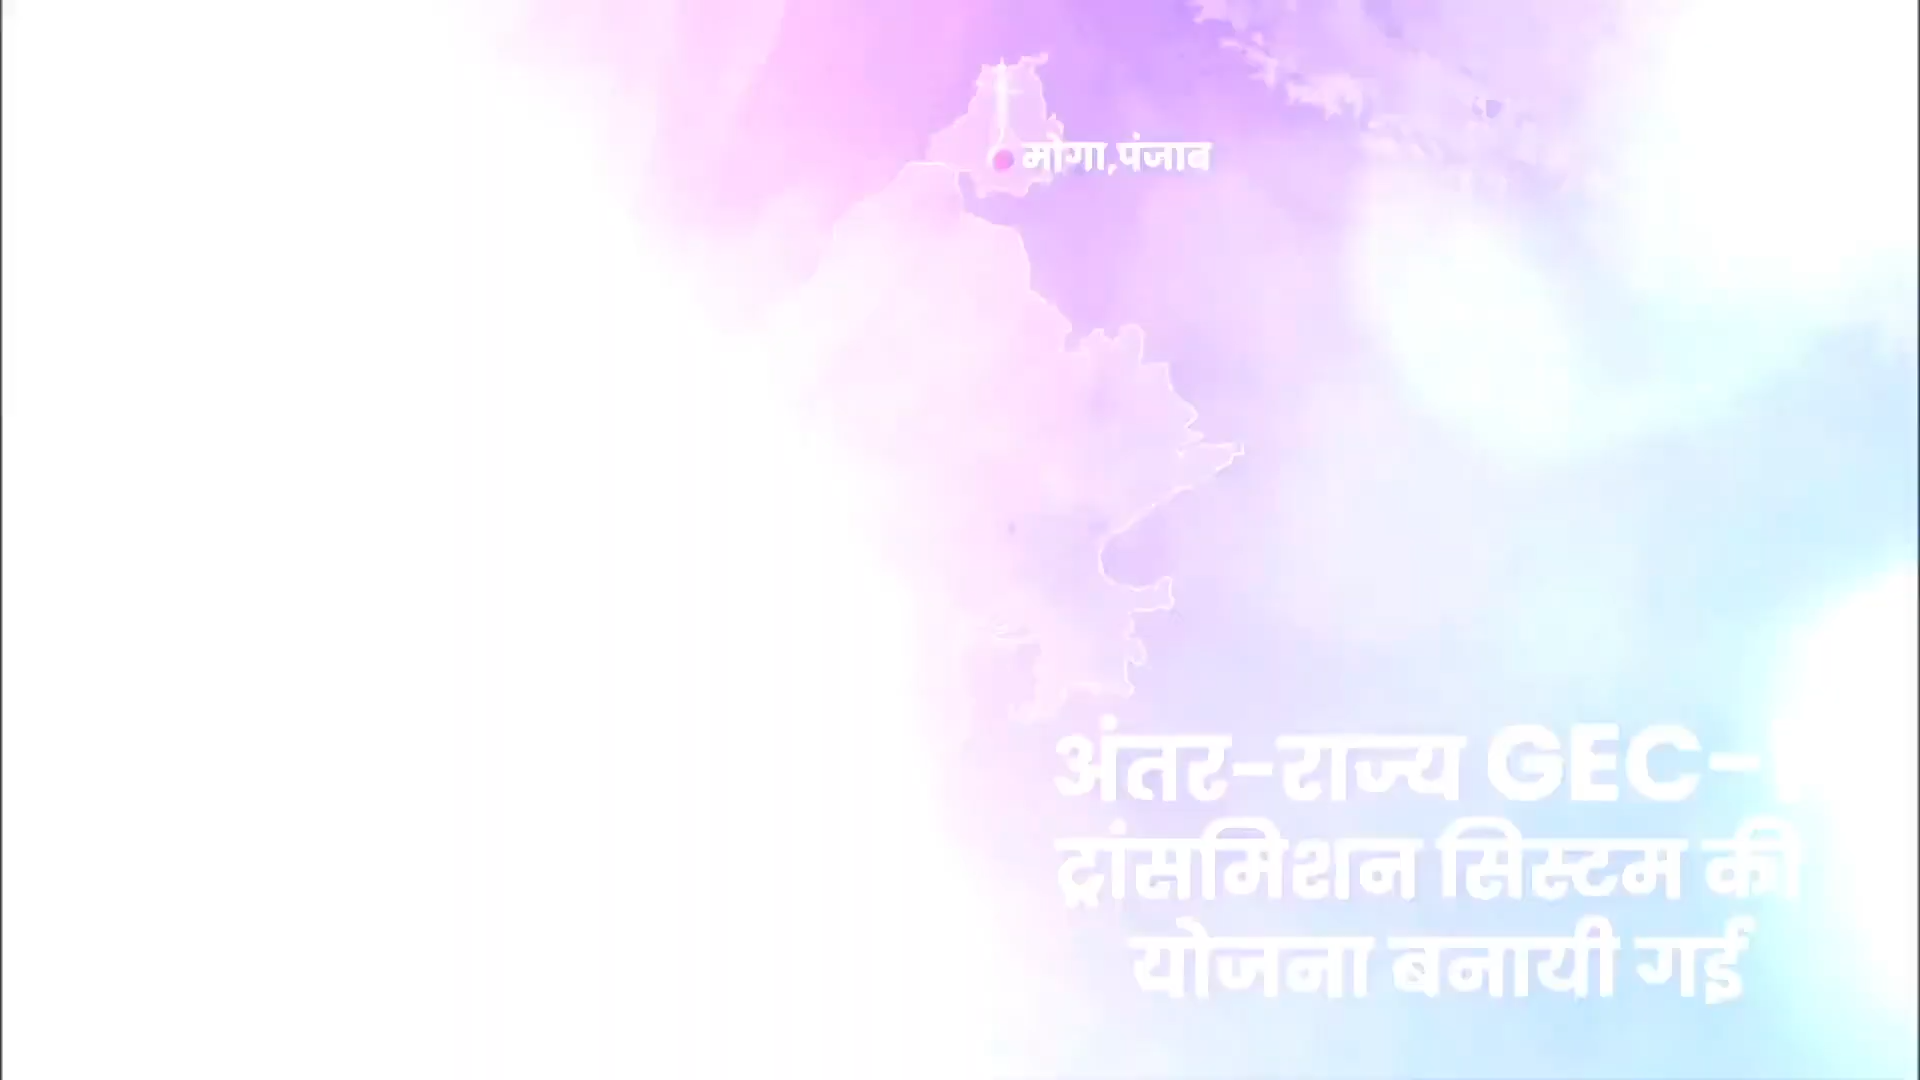 मोगा,पंजाब
अंतर-राज्य GEC-
ट्रांसमिशन सिस्टम की
योजना बनायी गई